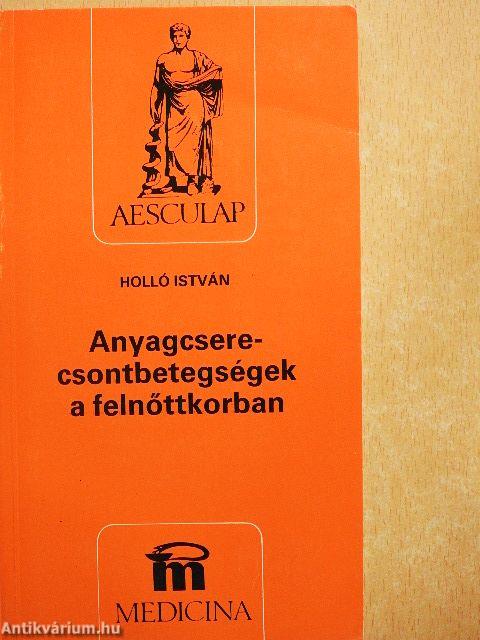 AESCULAP
HOLLÓ ISTVÁN
Anyagcsere-
csontbetegségek
a felnőttkorban
m
MEDICINA
Antikvárium.hu